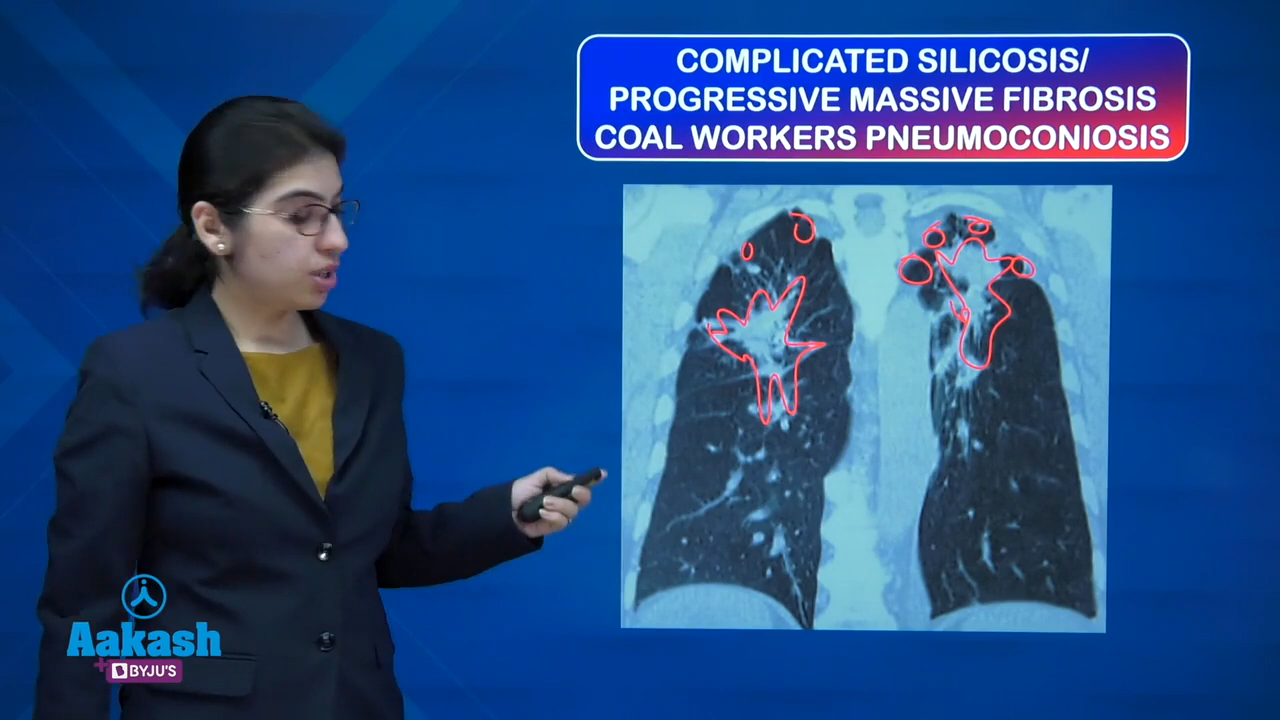 COMPLICATED SILICOSIS/
PROGRESSIVE MASSIVE FIBROSIS
COAL WORKERS PNEUMOCONIOSIS
Aakash
+ BYJU'S